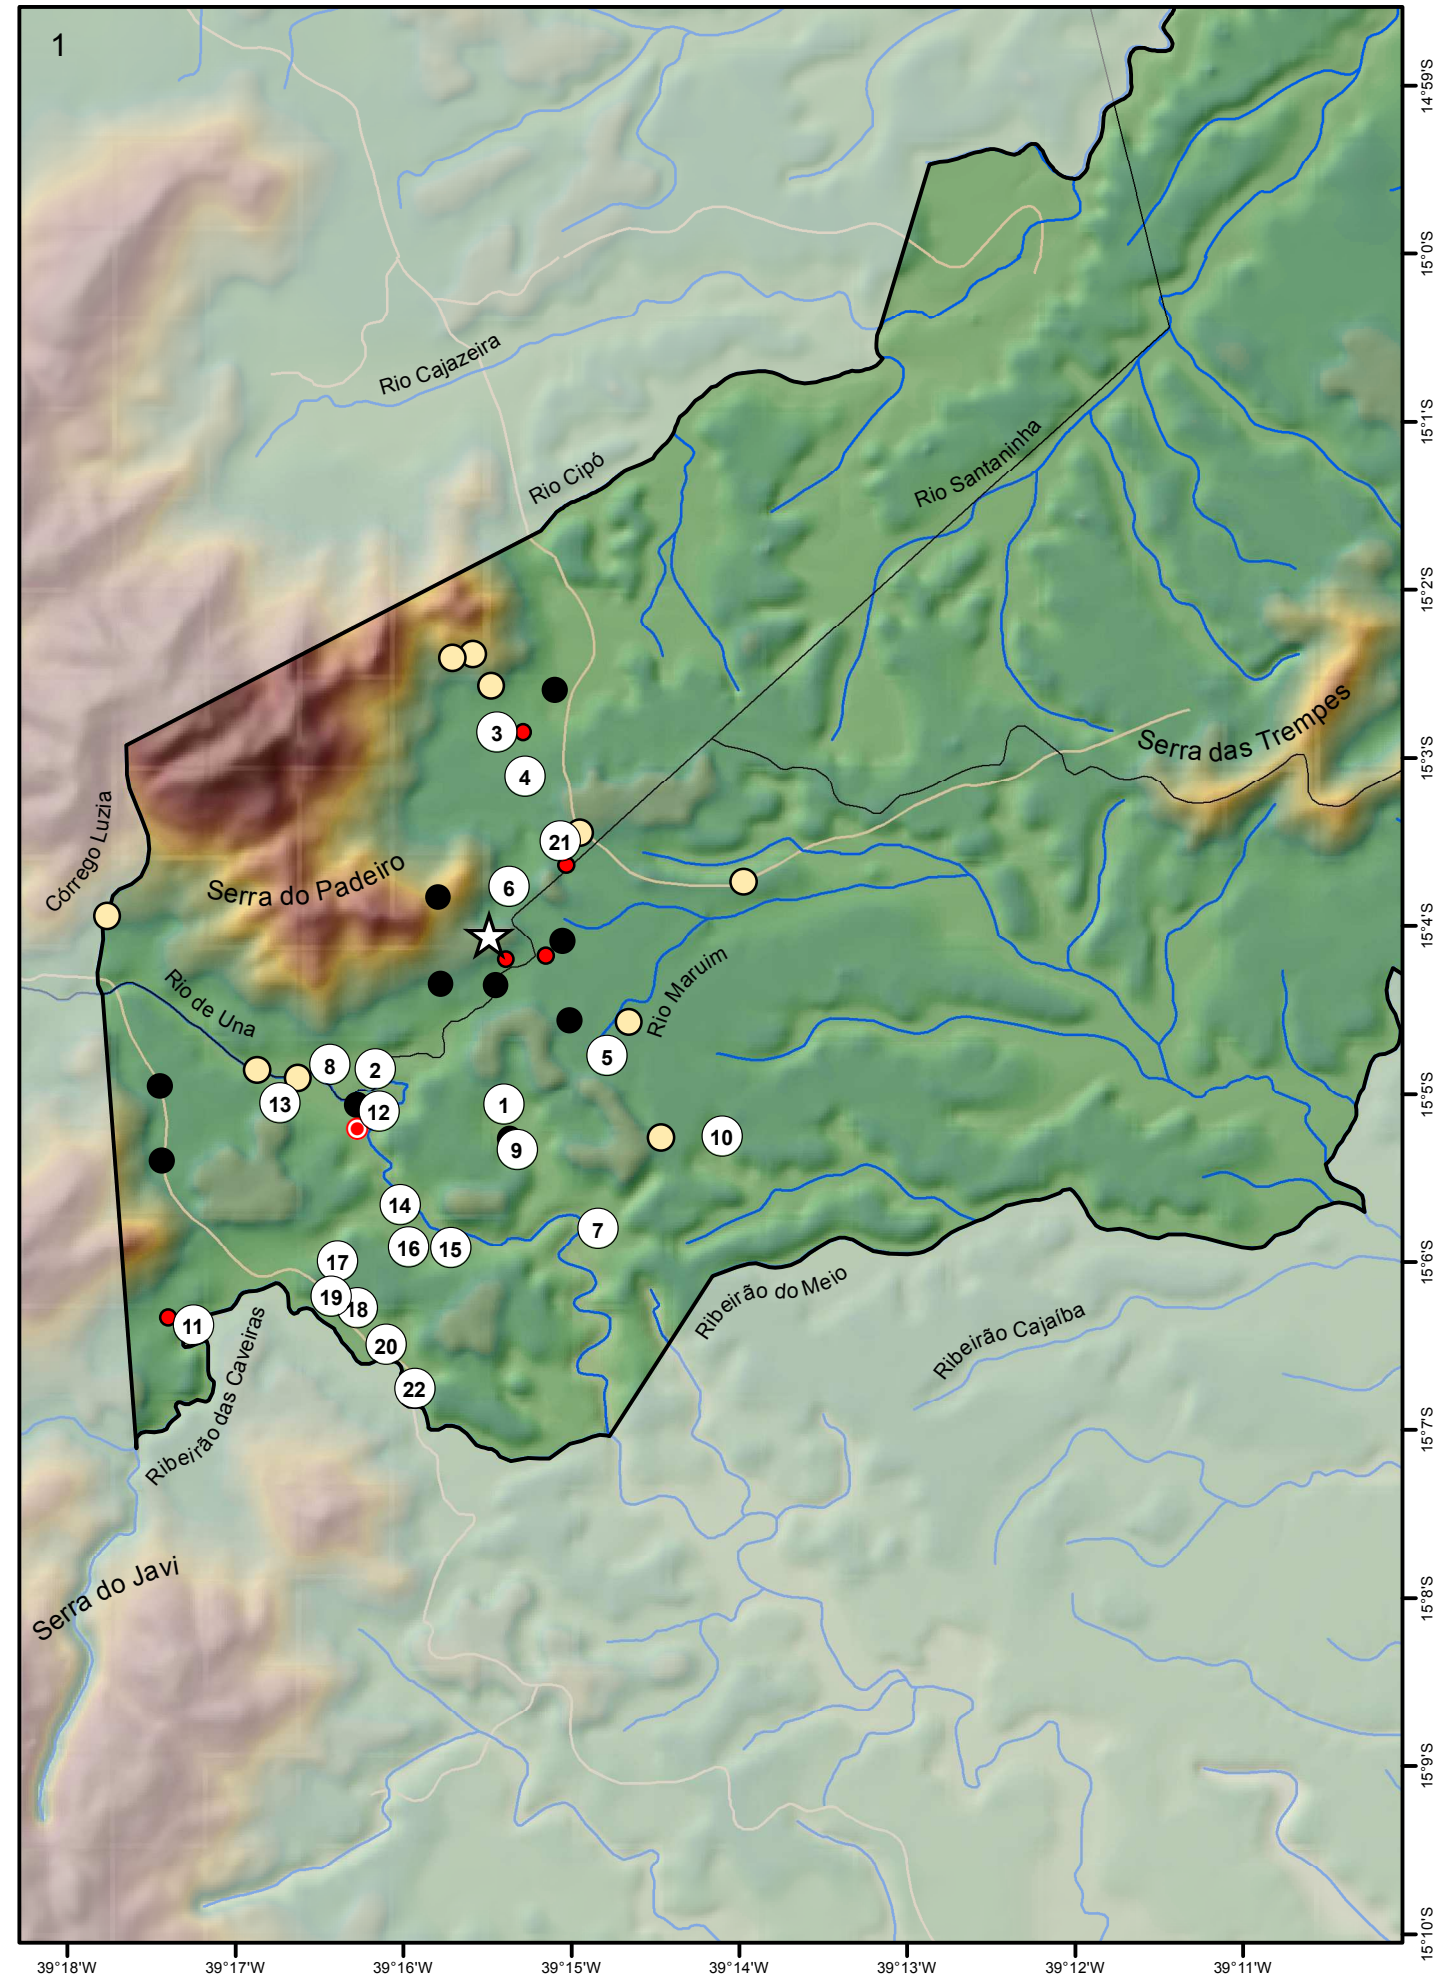 1
14°59'S
15°0'S
Rio Cajazeira
15°1'S
Rio Cipó
Rio Santaninha
15°2'S
3
4
Serra das Trempes
15°3'S
Córrego Luzia
21
Serra do Padeiro
6
15°4'S
Rio de Una
Rio Maruim
5
8
2
13
12
1
15°5'S
9
10
14
7
16
15
17
15°6'S
19
18
11
20
22
Ribeirão das Caveiras
Ribeirão do Meio
Ribeirão Cajaíba
15°7'S
Serra do Javi
15°8'S
15°9'S
15°10'S
39°18'W
39°17'W
39°16'W
39°15'W
39°14'W
39°13'W
39°12'W
39°11'W